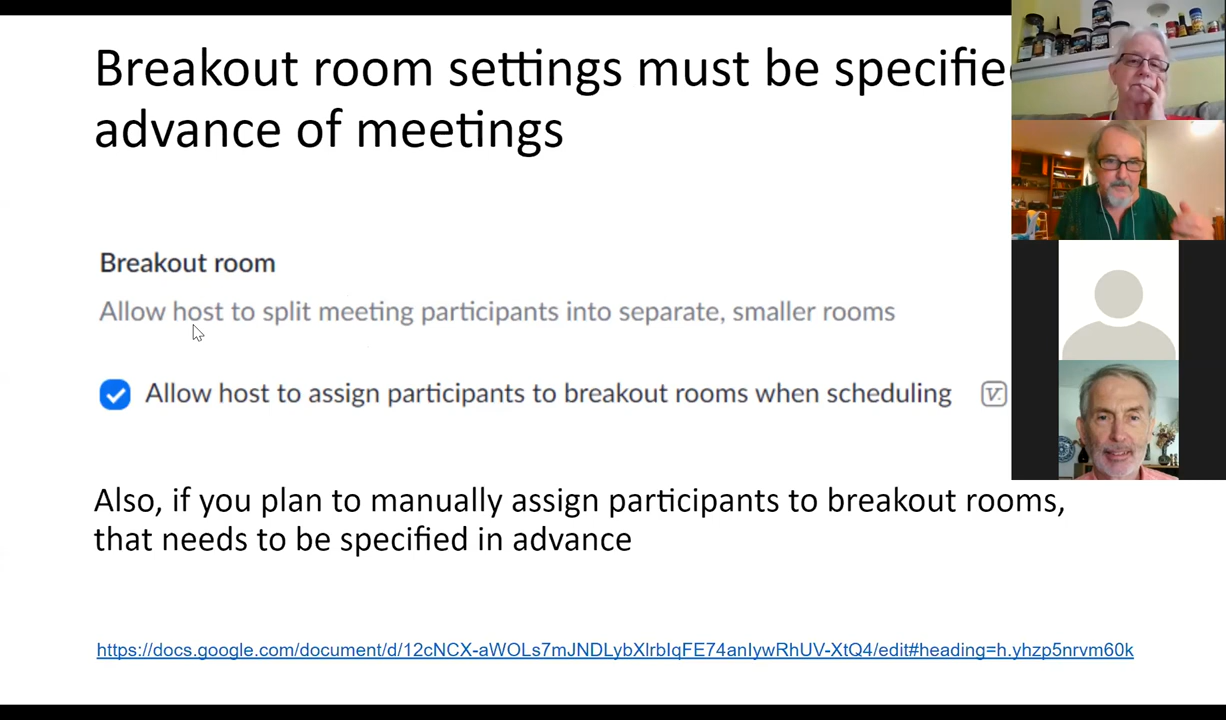 Breakout room settings must be specifie
advance of meetings
Breakout room
Allow host to split meeting participants into separate, smaller rooms
Allow host to assign participants to breakout rooms when scheduling
Also, if you plan to manually assign participants to breakout rooms,
that needs to be specified in advance
https://docs.google.com/document/d/12cNCX-aWOLs7mJNDLybXlrbIqFE74anIywRhUV-XtQ4/edit#heading=h.yhzp5nrvm60k